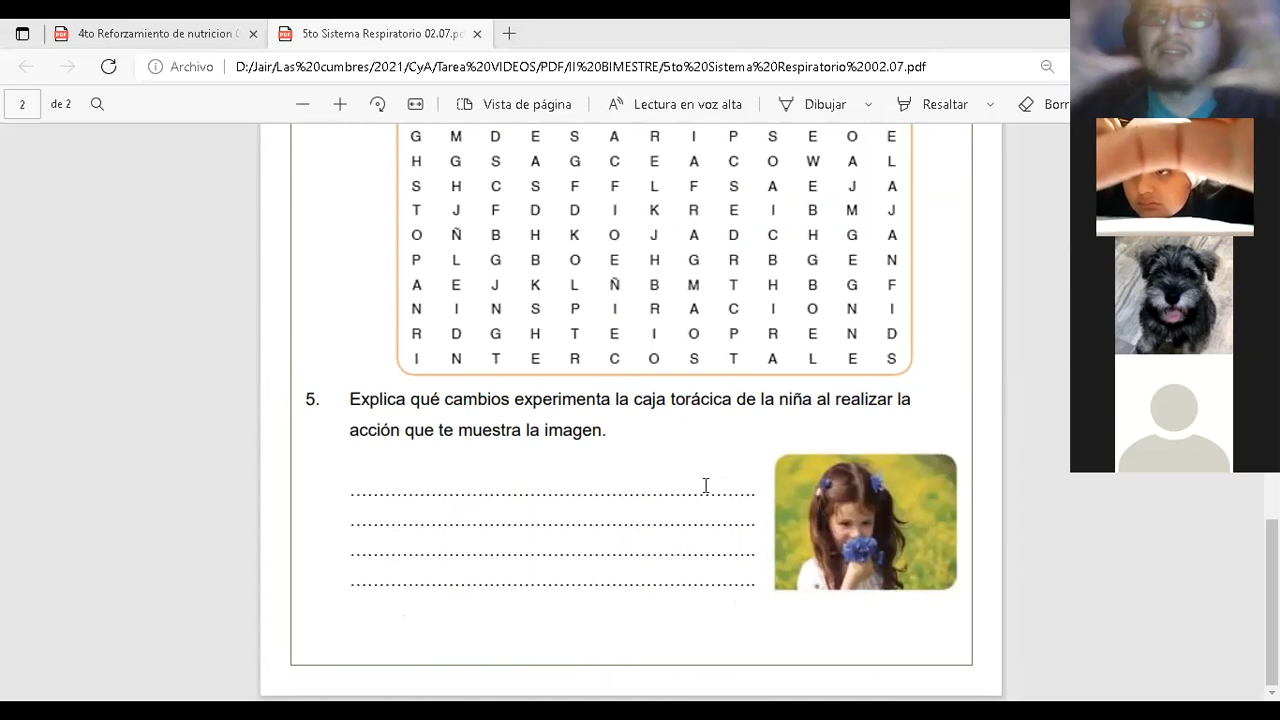 4to Reforzamiento de nutricion (
5to Sistema Respiratorio 02.07.pd
Archivo
D:/Jair/Las%20cumbres/2021/CyA/Tarea%20VIDEOS/PDF/II%20BIMESTRE/5to%20Sistema%20Respiratorio%2002.07.pdf
2 de 2 Vista de página Lectura en voz alta Dibujar Resaltar Borr
G M D E S A R I P S E O E
H G S A G C E A C O W A L
S H C S F F L F S A E J A
T J F D D I K R E I B M J
O Ñ B H K O J A D C H G A
P L G B O E H G R B G E N
A E J K L Ñ B M T H B G F
N I N S P I R A C I O N I
R D G H T E I O P R E N D
I N T E R C O S T A L E S
5. Explica qué cambios experimenta la caja torácica de la niña al realizar la
acción que te muestra la imagen.